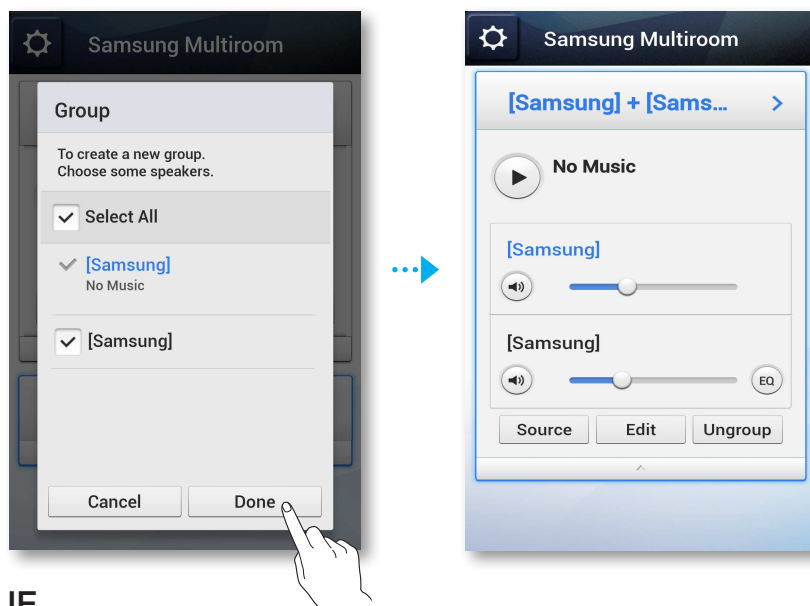 Samsung Multiroom
Group
To create a new group.
Choose some speakers.
Select All
[Samsung]
No Music
[Samsung]
Cancel
Done
Samsung Multiroom
[Samsung] + [Sams...
No Music
[Samsung]
[Samsung]
EQ
Source
Edit
Ungroup